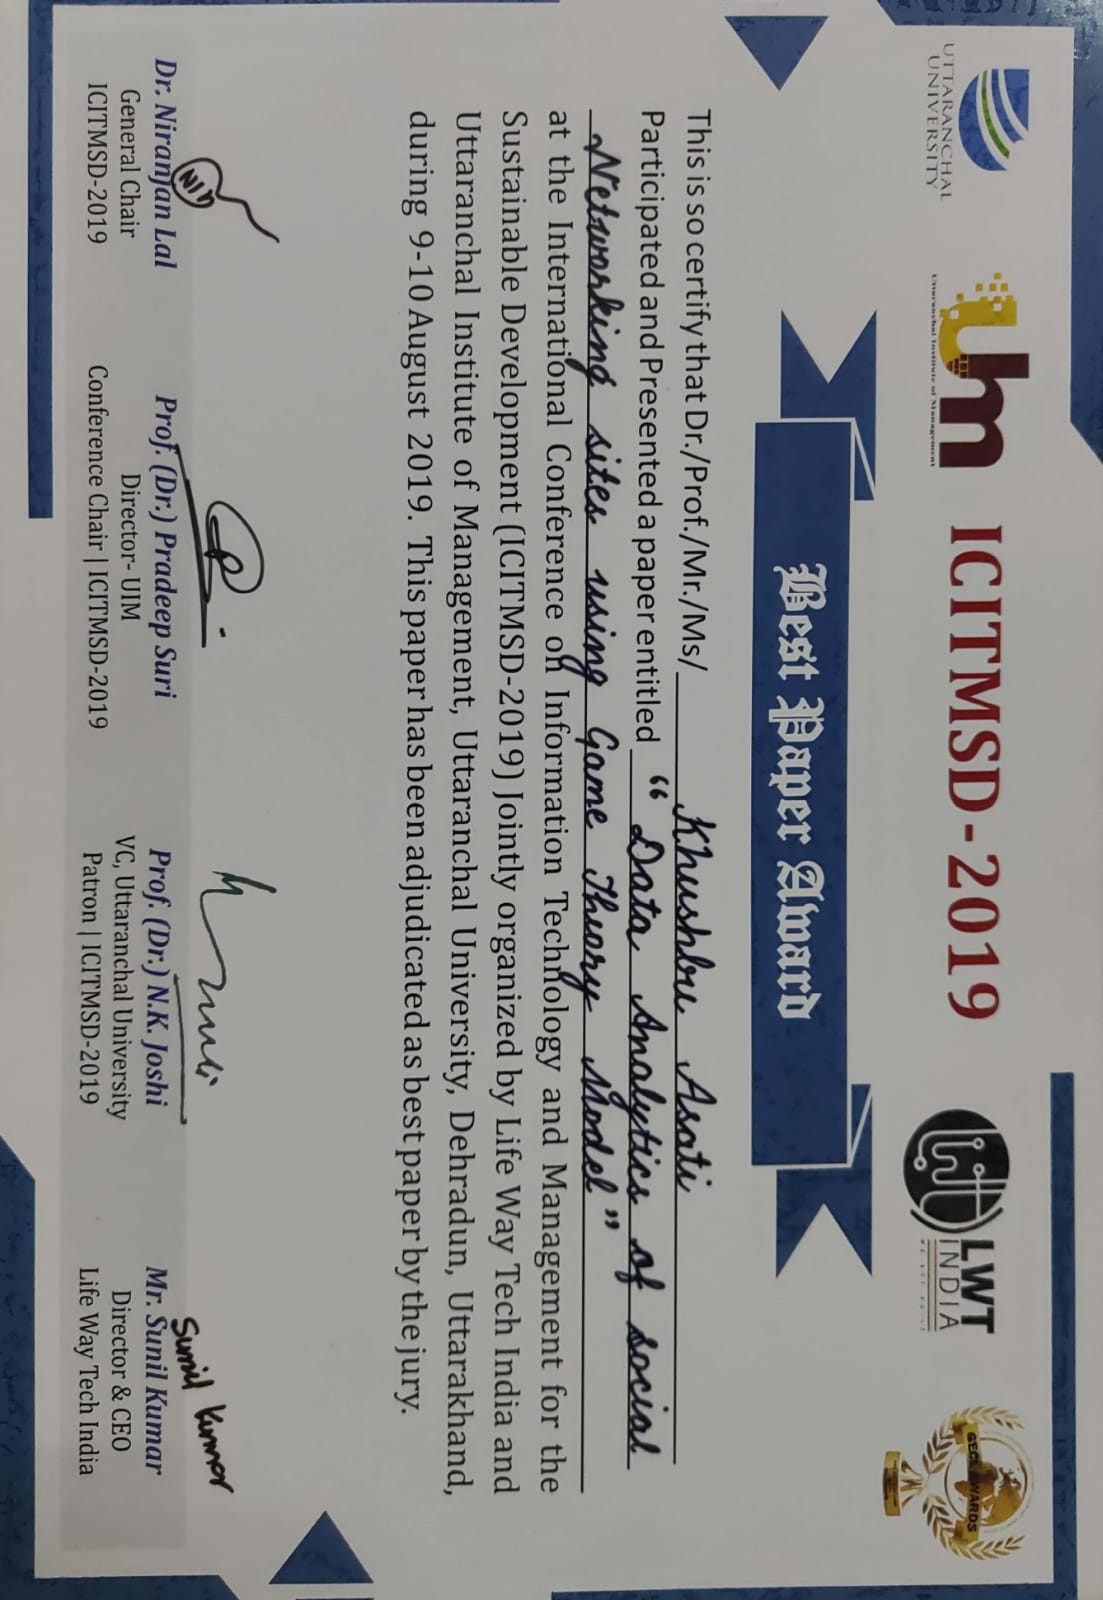 UTTARANCHAL
UNIVERSITY
uhm
Uttaranchal Institute of Management
ICITMSD-2019
LWT
INDIA
Best Paper Award
This is so certify that Dr./Prof./Mr./Ms/ Khushbu Asati
Participated and Presented a paper entitled "Data Analytics of social
Networking sites using Game Theory Model"
at the International Conference on Information Technology and Management for the
Sustainable Development (ICITMSD-2019) Jointly organized by Life Way Tech India and
Uttaranchal Institute of Management, Uttaranchal University, Dehradun, Uttarakhand,
during 9-10 August 2019. This paper has been adjudicated as best paper by the jury.
Sunil Kumar
Dr. Niranjan Lal
General Chair
ICITMSD-2019
Prof. (Dr.) Pradeep Suri
Director- UIM
Conference Chair | ICITMSD-2019
Prof. (Dr.) N.K. Joshi
VC, Uttaranchal University
Patron | ICITMSD-2019
Mr. Sunil Kumar
Director & CEO
Life Way Tech India